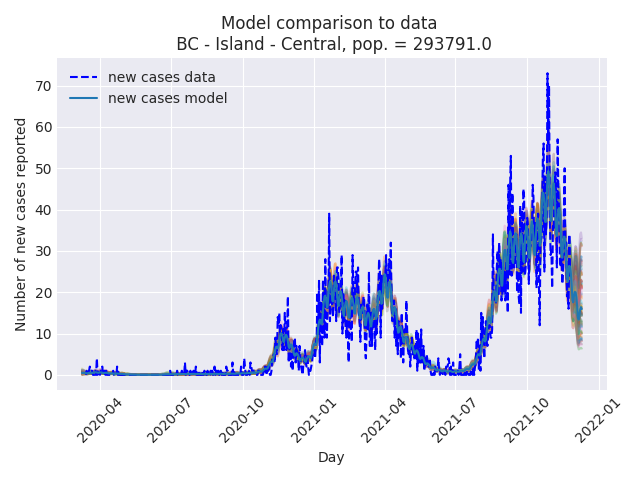 Model comparison to data
BC - Island - Central, pop. = 293791.0
new cases data
new cases model
Number of new cases reported
70
60
50
40
30
20
10
0
2020-04
2020-07
2020-10
2021-01
2021-04
2021-07
2021-10
2022-01
Day